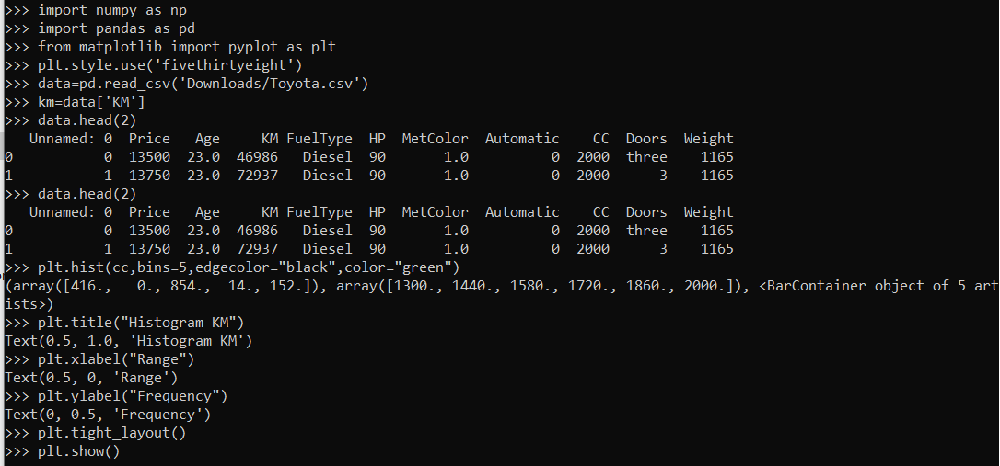 >>> import numpy as np
>>> import pandas as pd
>>> from matplotlib import pyplot as plt
>>> plt.style.use('fivethirtyeight')
>>> data=pd.read_csv('Downloads/Toyota.csv')
>>> km=data['KM']
>>> data.head(2)
   Unnamed: 0  Price   Age     KM FuelType  HP  MetColor  Automatic    CC  Doors  Weight
0           0  13500  23.0  46986   Diesel  90       1.0          0  2000  three    1165
1           1  13750  23.0  72937   Diesel  90       1.0          0  2000      3    1165
>>> data.head(2)
   Unnamed: 0  Price   Age     KM FuelType  HP  MetColor  Automatic    CC  Doors  Weight
0           0  13500  23.0  46986   Diesel  90       1.0          0  2000  three    1165
1           1  13750  23.0  72937   Diesel  90       1.0          0  2000      3    1165
>>> plt.hist(cc,bins=5,edgecolor="black",color="green")
(array([416.,   0., 854.,  14., 152.]), array([1300., 1440., 1580., 1720., 1860., 2000.]), <BarContainer object of 5 art
ists>)
>>> plt.title("Histogram KM")
Text(0.5, 1.0, 'Histogram KM')
>>> plt.xlabel("Range")
Text(0.5, 0, 'Range')
>>> plt.ylabel("Frequency")
Text(0, 0.5, 'Frequency')
>>> plt.tight_layout()
>>> plt.show()